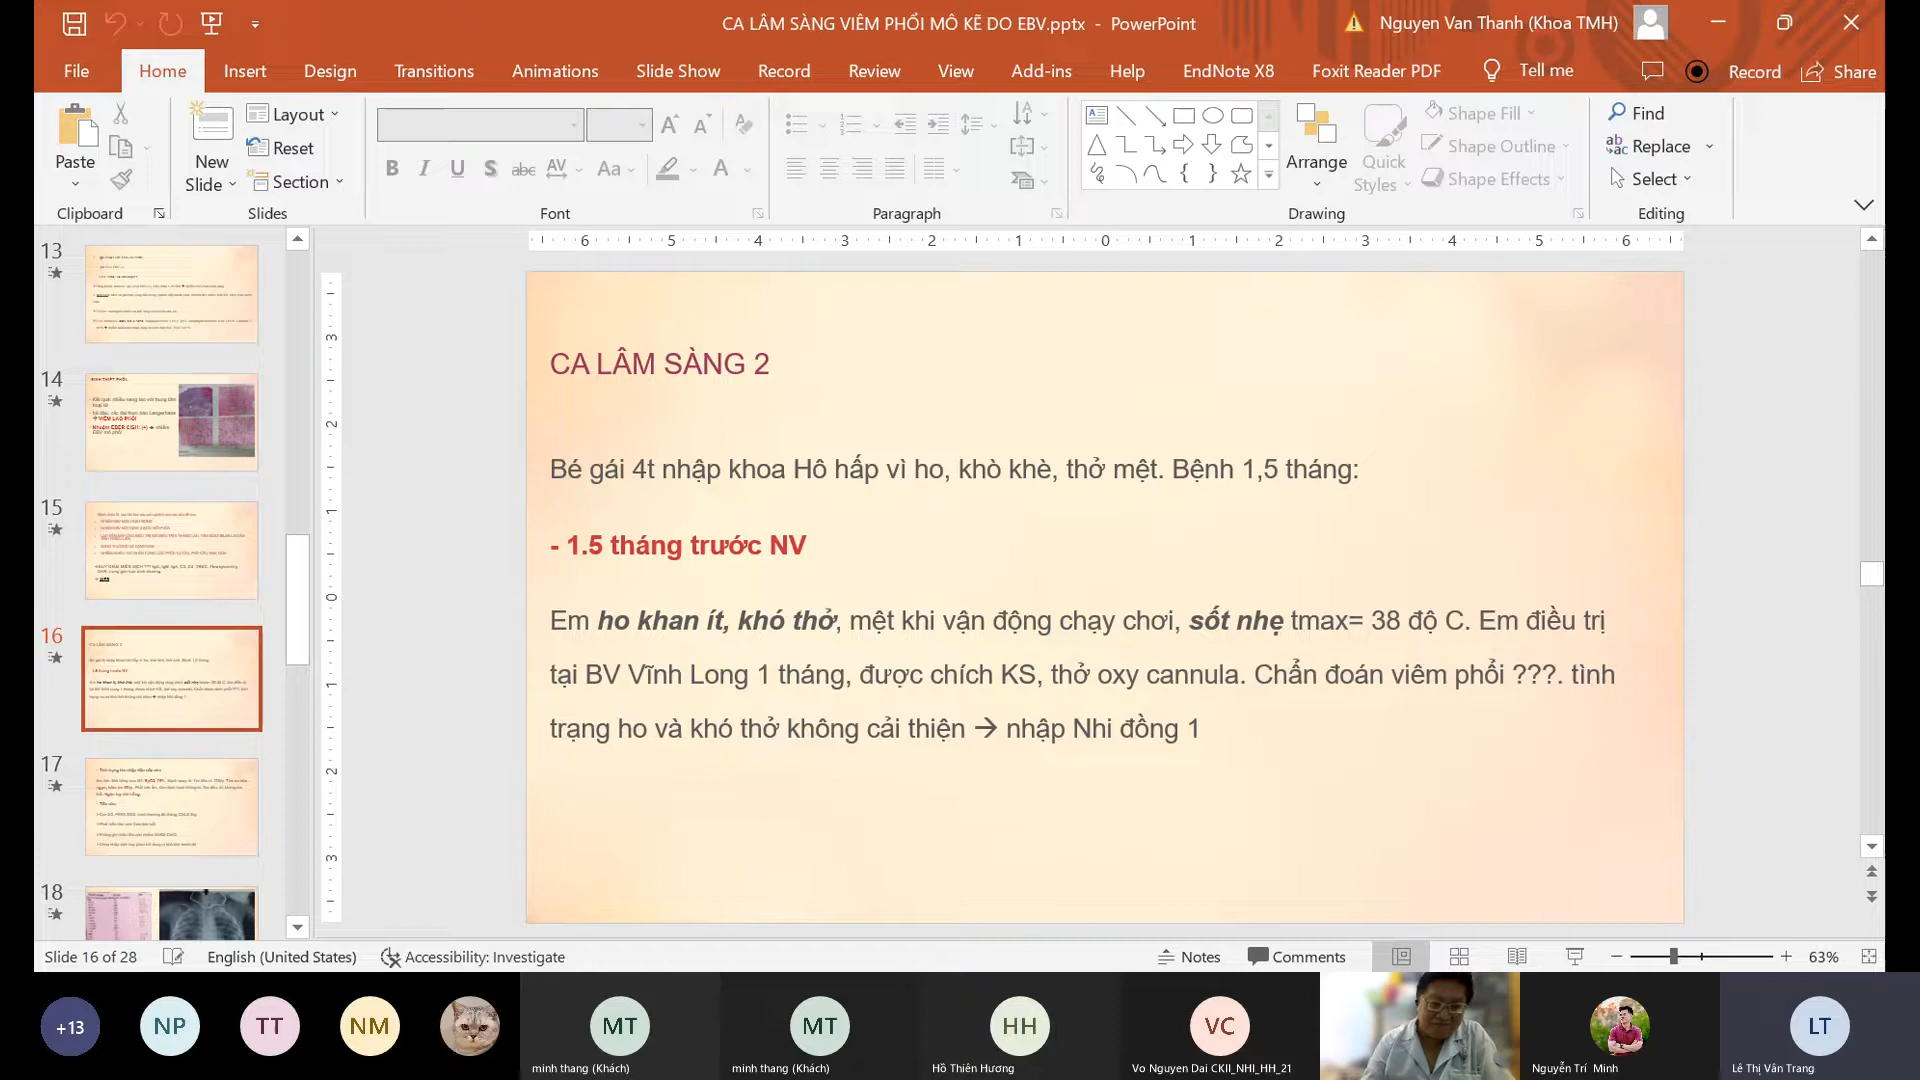 CA LÂM SÀNG VIÊM PHỔI MÔ KẼ DO EBV.pptx - PowerPoint
Nguyen Van Thanh (Khoa TMH)
File Home Insert Design Transitions Animations Slide Show Record Review View Add-ins Help EndNote X8 Foxit Reader PDF Tell me Record Share
Paste
New Slide
Layout
Reset
Section
Arrange
Quick Styles
Shape Fill
Shape Outline
Shape Effects
Find
Replace
Select
Clipboard Slides Font Paragraph Drawing Editing
13
14
15
16
17
18
CA LÂM SÀNG 2
Bé gái 4t nhập khoa Hô hấp vì ho, khò khè, thở mệt. Bệnh 1,5 tháng:
- 1.5 tháng trước NV
Em ho khan ít, khó thở, mệt khi vận động chạy chơi, sốt nhẹ tmax= 38 độ C. Em điều trị
tại BV Vĩnh Long 1 tháng, được chích KS, thở oxy cannula. Chẩn đoán viêm phổi ???. tình
trạng ho và khó thở không cải thiện → nhập Nhi đồng 1
Slide 16 of 28 English (United States) Accessibility: Investigate Notes Comments 63%
+13 NP TT NM MT MT HH VC LT
minh thang (Khách) minh thang (Khách) Hồ Thiên Hương Vo Nguyen Dai CKII_NHI_HH_21 Nguyễn Trí Minh Lê Thị Vân Trang